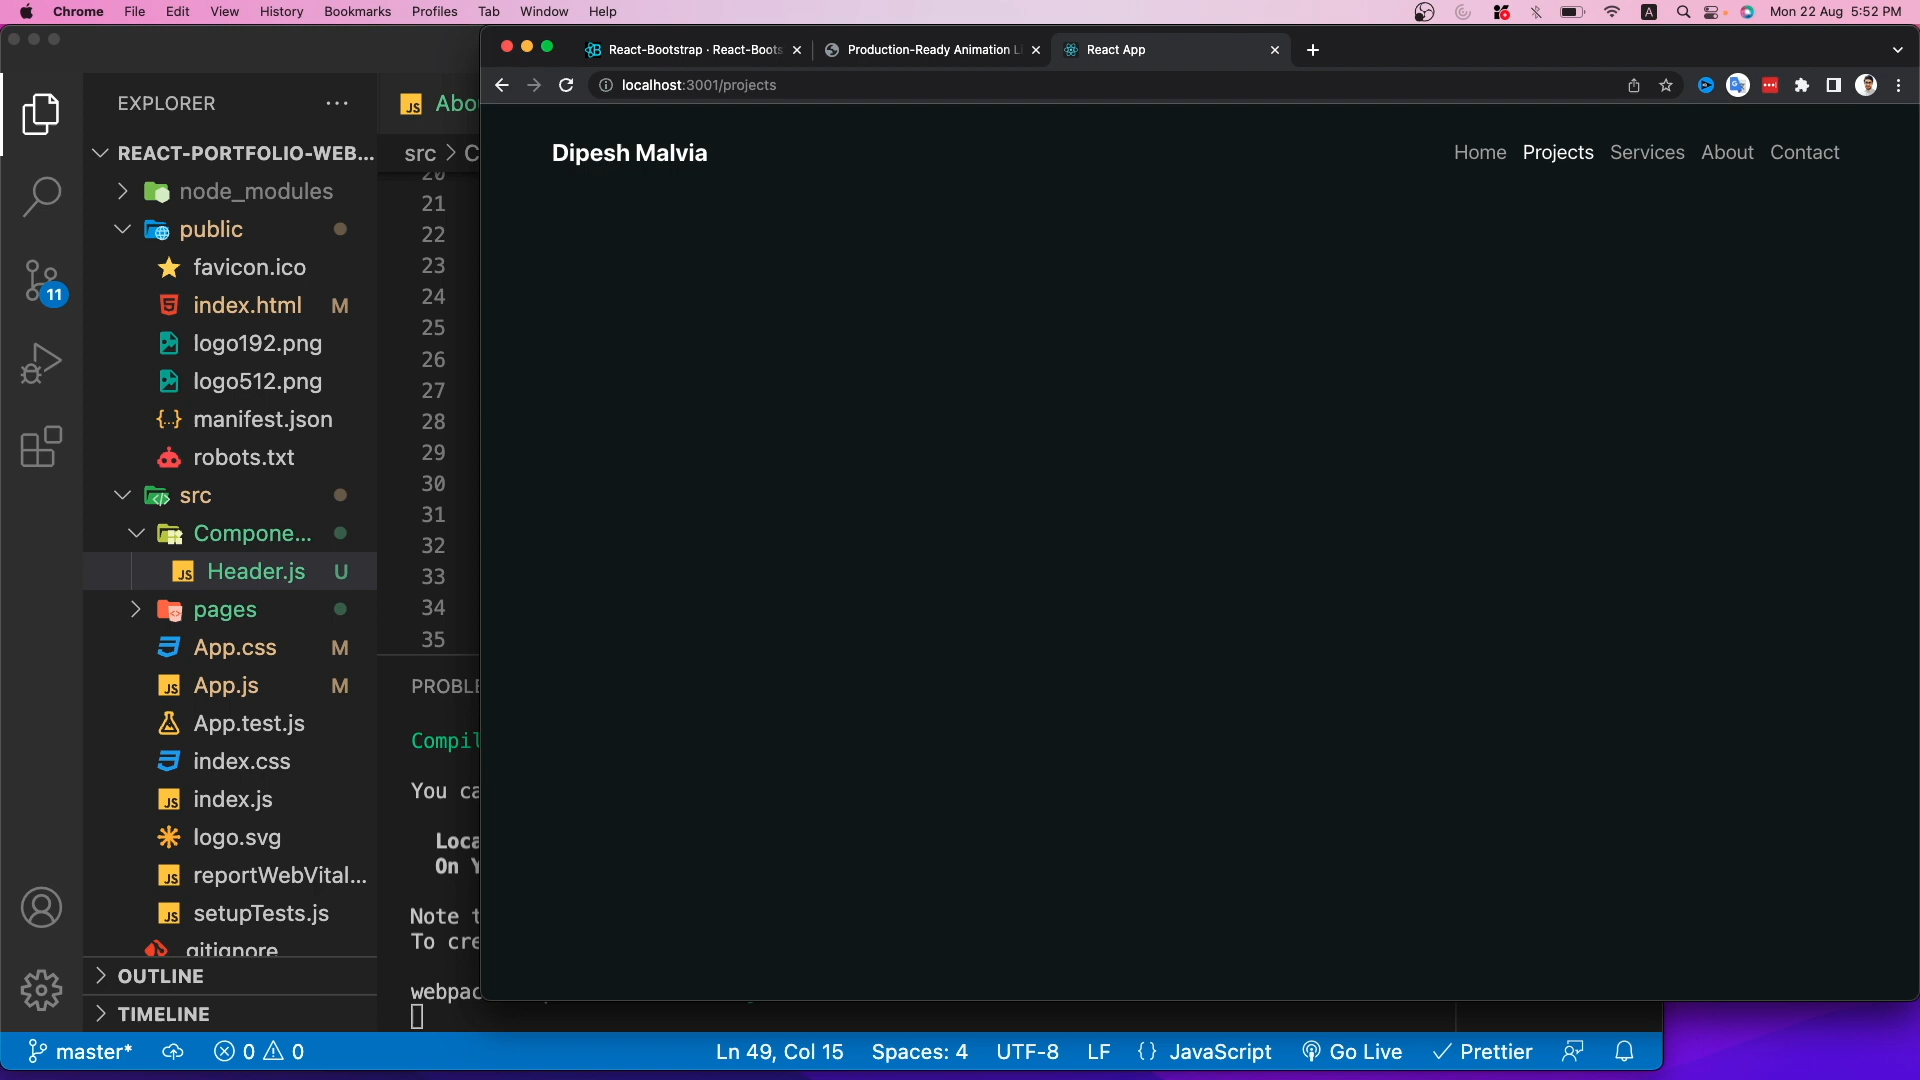 Chrome File Edit View History Bookmarks Profiles Tab Window Help
A Mon 22 Aug 5:52 PM
React-Bootstrap · React-Boots
Production-Ready Animation Li
React App
localhost:3001/projects
Dipesh Malvia
Home Projects Services About Contact
EXPLORER
REACT-PORTFOLIO-WEB...
node_modules
public
favicon.ico
index.html M
logo192.png
logo512.png
manifest.json
robots.txt
src
Compone...
Header.js U
pages
App.css M
App.js M
App.test.js
index.css
index.js
logo.svg
reportWebVital...
setupTests.js
.gitignore
OUTLINE
TIMELINE
11
JS Abou
src > C
20
21
22
23
24
25
26
27
28
29
30
31
32
33
34
35
PROBLE
Compil
You ca
Loca
On Y
Note t
To cre
webpac
master*
0 0
Ln 49, Col 15
Spaces: 4
UTF-8
LF
{} JavaScript
Go Live
Prettier